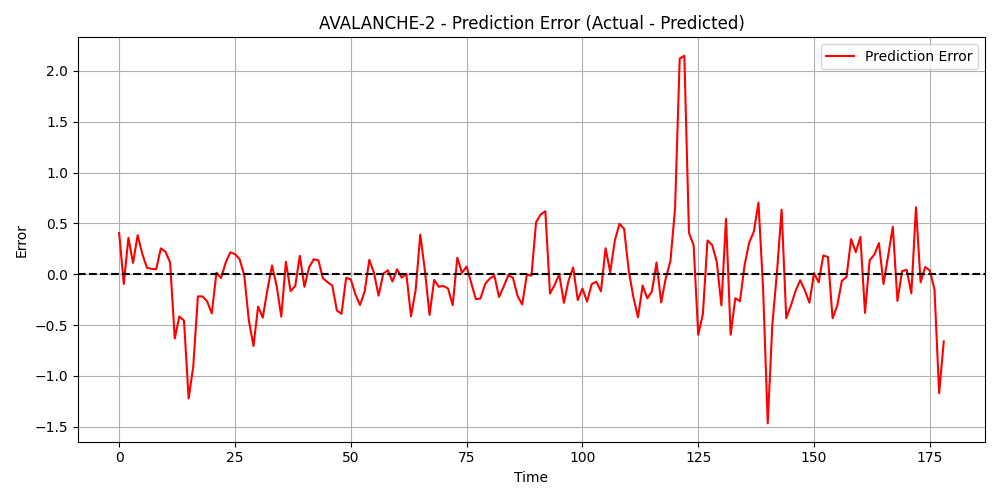 AVALANCHE-2 - Prediction Error (Actual - Predicted)
Prediction Error
2.0
1.5
1.0
0.5
0.0
−0.5
−1.0
−1.5
Error
0 25 50 75 100 125 150 175
Time